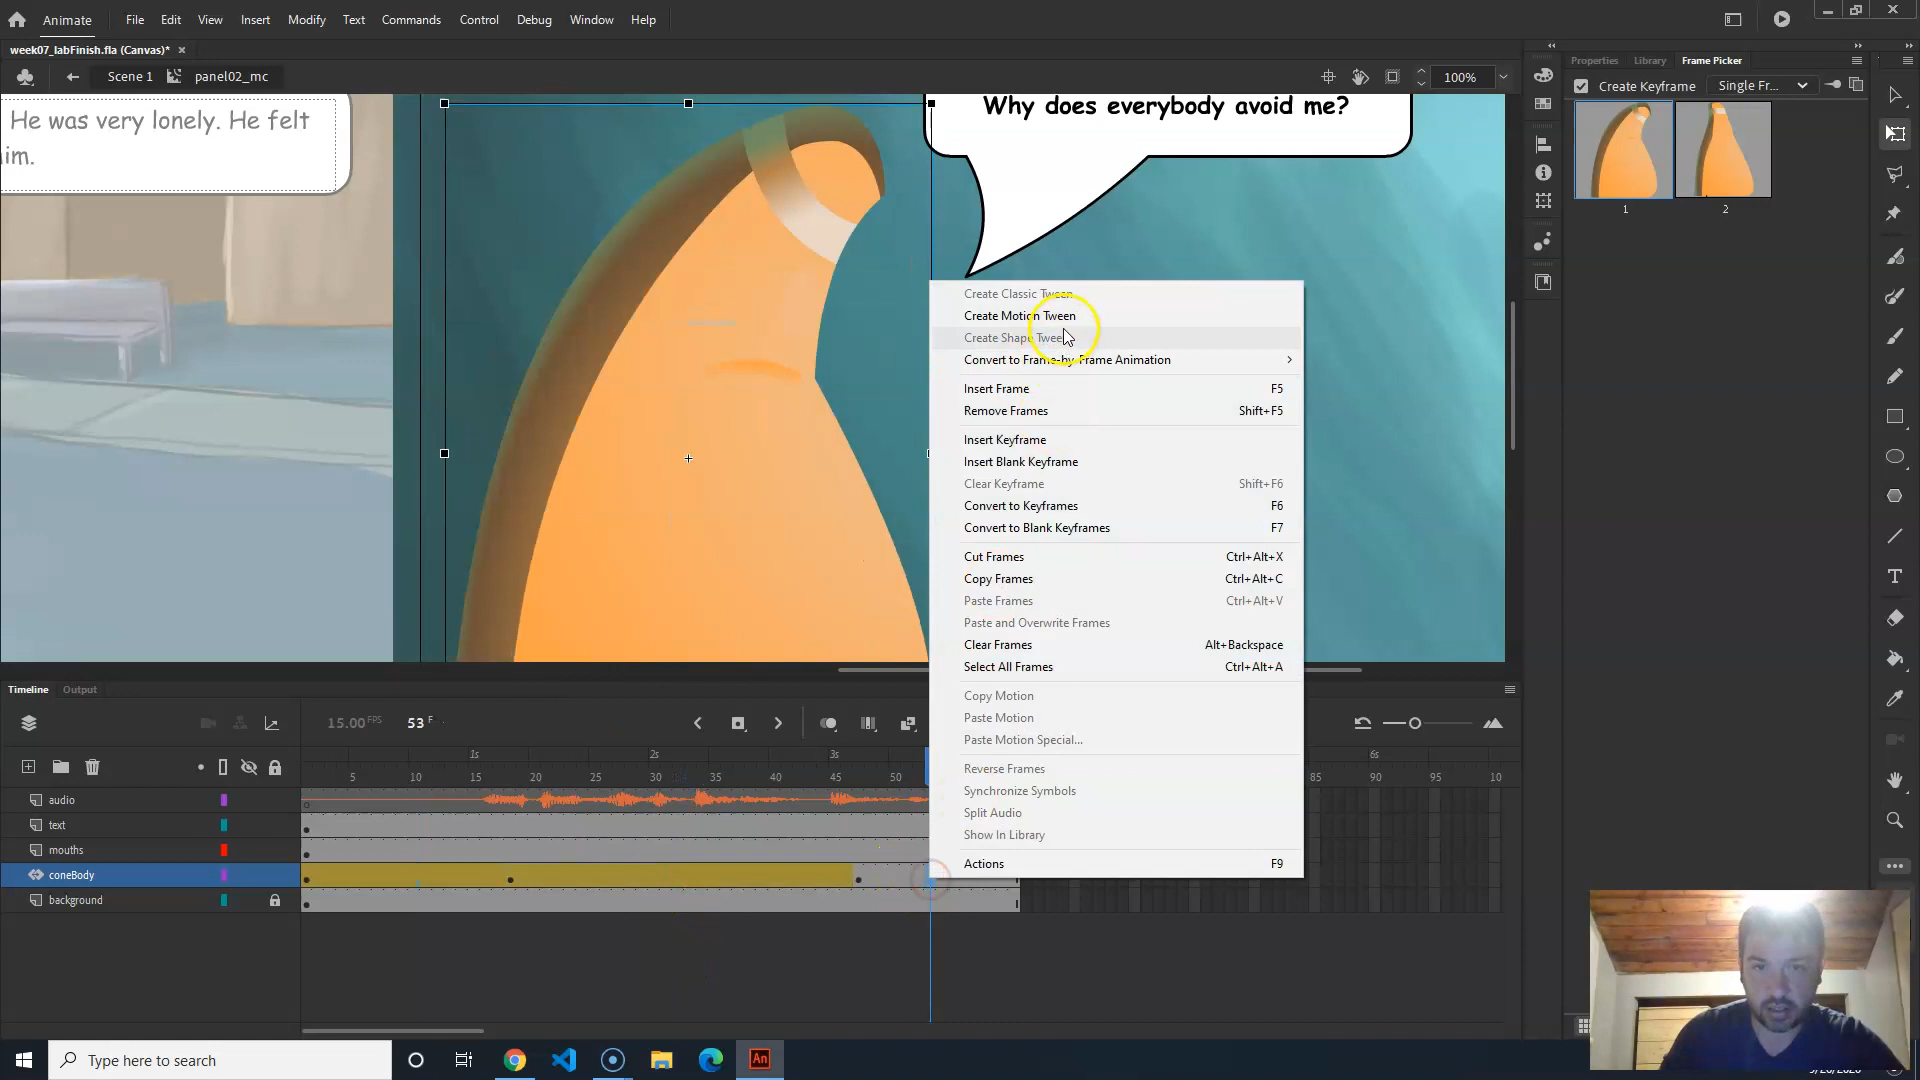 Animate File Edit View Insert Modify Text Commands Control Debug Window Help
week07_labFinish.fla (Canvas)* ×
Scene 1 panel02_mc 100%
Properties Library Frame Picker
Create Keyframe Single Fr...
1 2
He was very lonely. He felt
im.
Why does everybody avoid me?
Create Classic Tween
Create Motion Tween
Create Shape Tween
Convert to Frame-by-Frame Animation
Insert Frame F5
Remove Frames Shift+F5
Insert Keyframe
Insert Blank Keyframe
Clear Keyframe Shift+F6
Convert to Keyframes F6
Convert to Blank Keyframes F7
Cut Frames Ctrl+Alt+X
Copy Frames Ctrl+Alt+C
Paste Frames Ctrl+Alt+V
Paste and Overwrite Frames
Clear Frames Alt+Backspace
Select All Frames Ctrl+Alt+A
Copy Motion
Paste Motion
Paste Motion Special...
Reverse Frames
Synchronize Symbols
Split Audio
Show In Library
Actions F9
Timeline Output
15.00 FPS 53 F
1s 2s 3s 6s
5 10 15 20 25 30 35 40 45 50 85 90 95 10
audio
text
mouths
coneBody
background
Type here to search
An